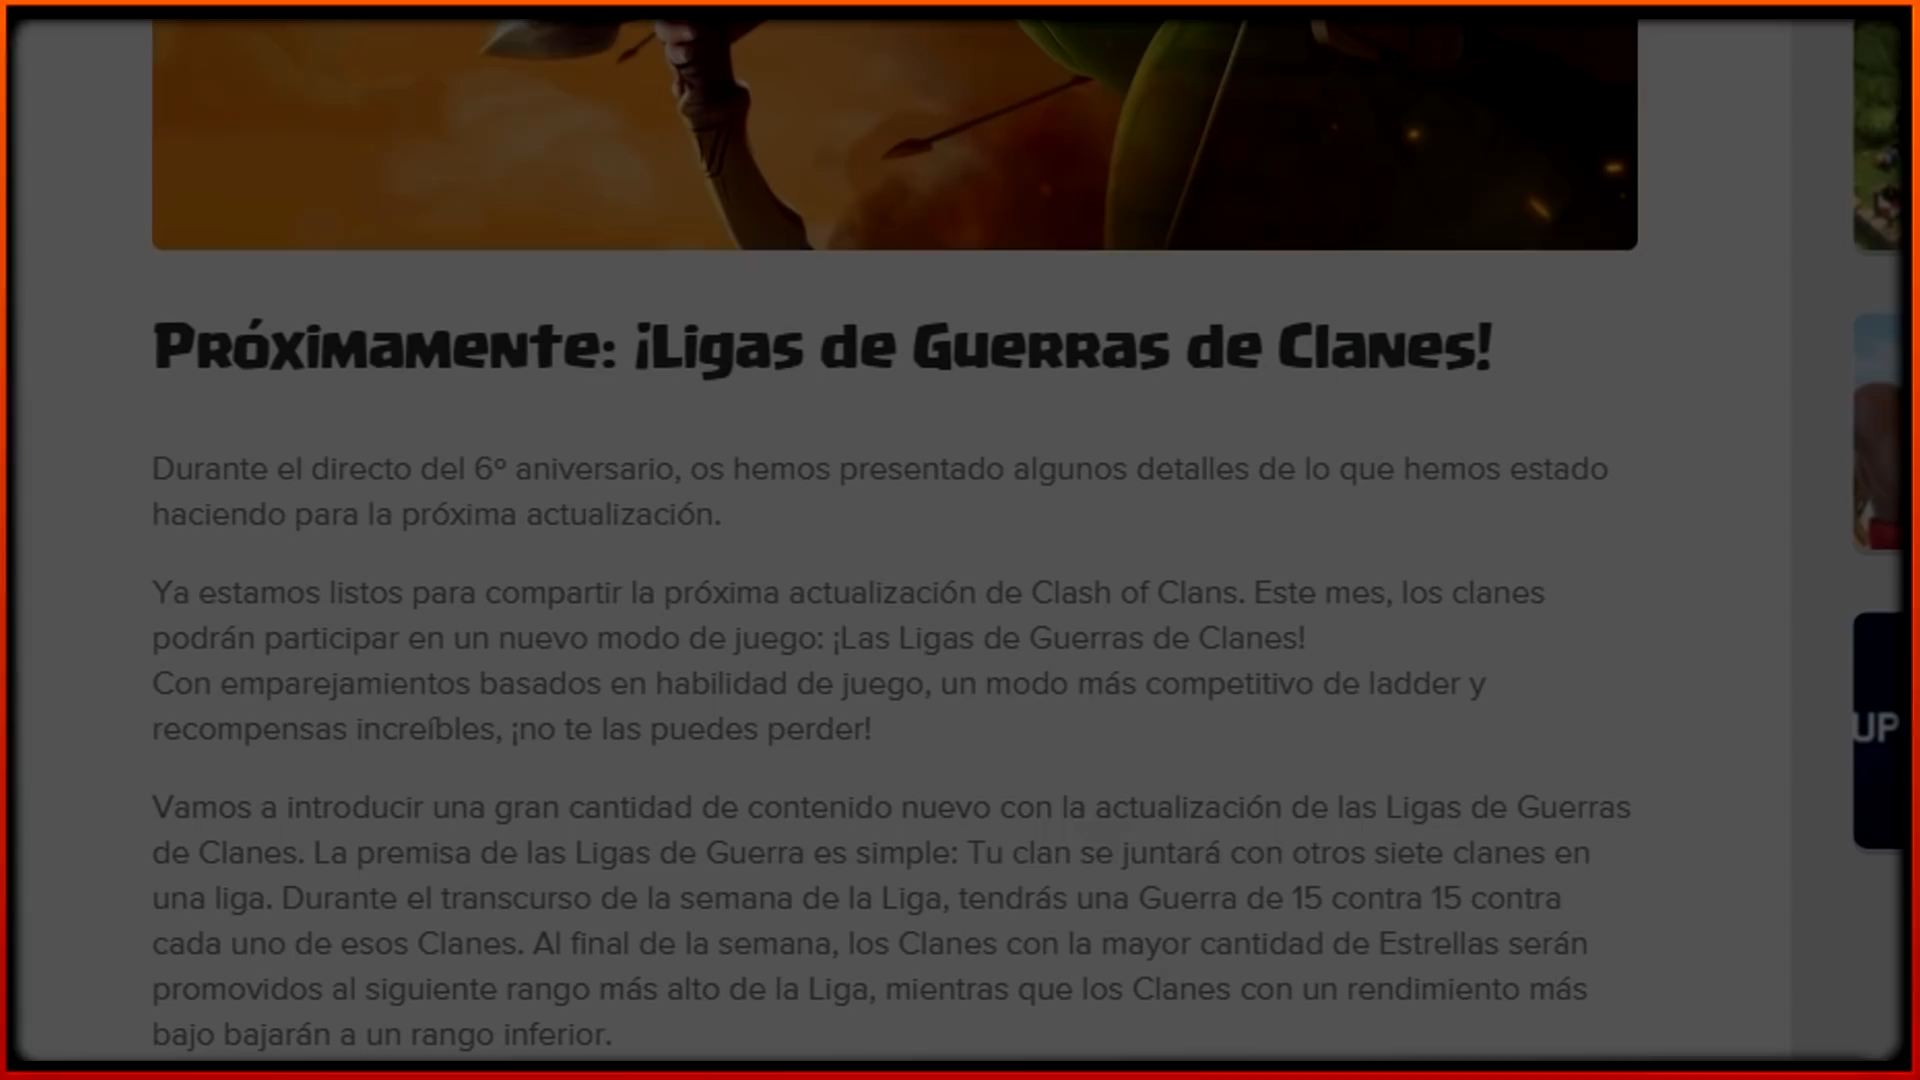 Próximamente: ¡Ligas de Guerras de Clanes!
Durante el directo del 6º aniversario, os hemos presentado algunos detalles de lo que hemos estado
haciendo para la próxima actualización.
Ya estamos listos para compartir la próxima actualización de Clash of Clans. Este mes, los clanes
podrán participar en un nuevo modo de juego: ¡Las Ligas de Guerras de Clanes!
Con emparejamientos basados en habilidad de juego, un modo más competitivo de ladder y
recompensas increíbles, ¡no te las puedes perder!
UP
Vamos a introducir una gran cantidad de contenido nuevo con la actualización de las Ligas de Guerras
de Clanes. La premisa de las Ligas de Guerra es simple: Tu clan se juntará con otros siete clanes en
una liga. Durante el transcurso de la semana de la Liga, tendrás una Guerra de 15 contra 15 contra
cada uno de esos Clanes. Al final de la semana, los Clanes con la mayor cantidad de Estrellas serán
promovidos al siguiente rango más alto de la Liga, mientras que los Clanes con un rendimiento más
bajo bajarán a un rango inferior.